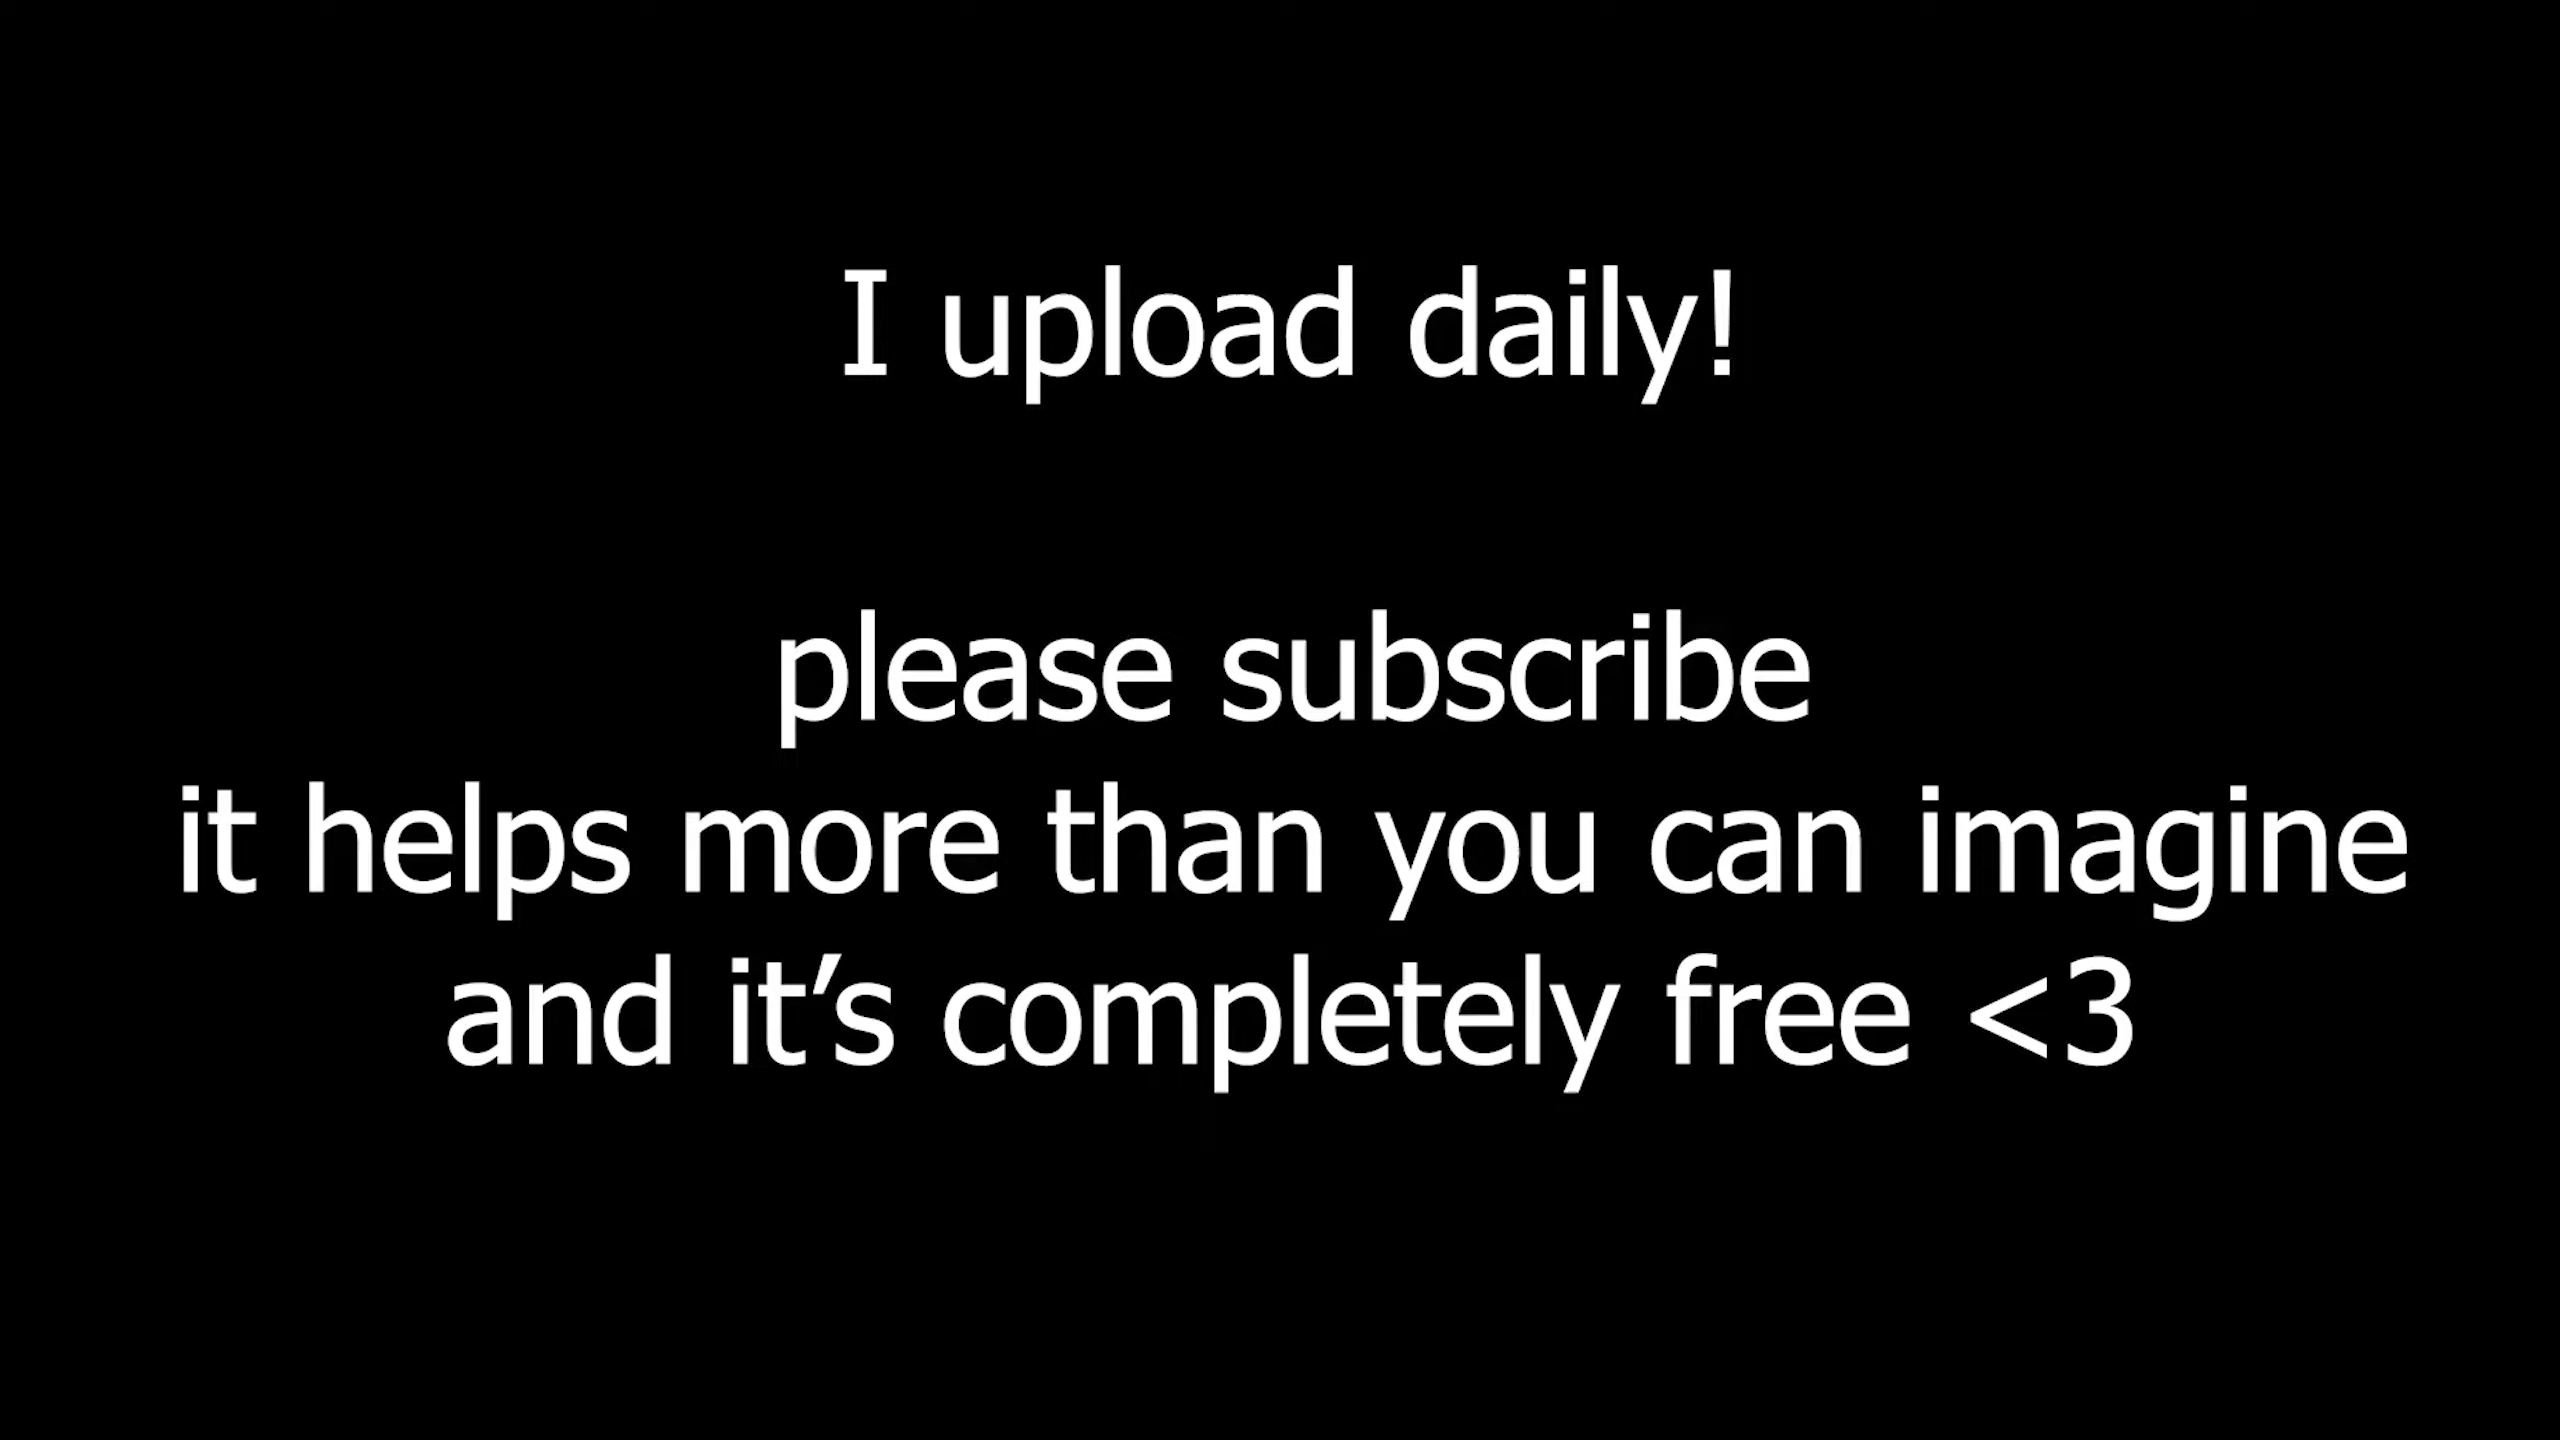 I upload daily!
please subscribe
it helps more than you can imagine
and it’s completely free <3